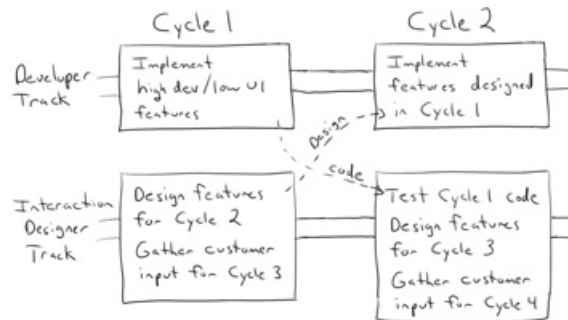 Cycle 1
Cycle 2
Developer
Track
Implement
high dev/low UI
features
Implement
features designed
in Cycle 1
Design
code
Interaction
Designer
Track
Design features
for Cycle 2
Gather customer
input for Cycle 3
Test Cycle 1 code
Design features
for Cycle 3
Gather customer
input for Cycle 4